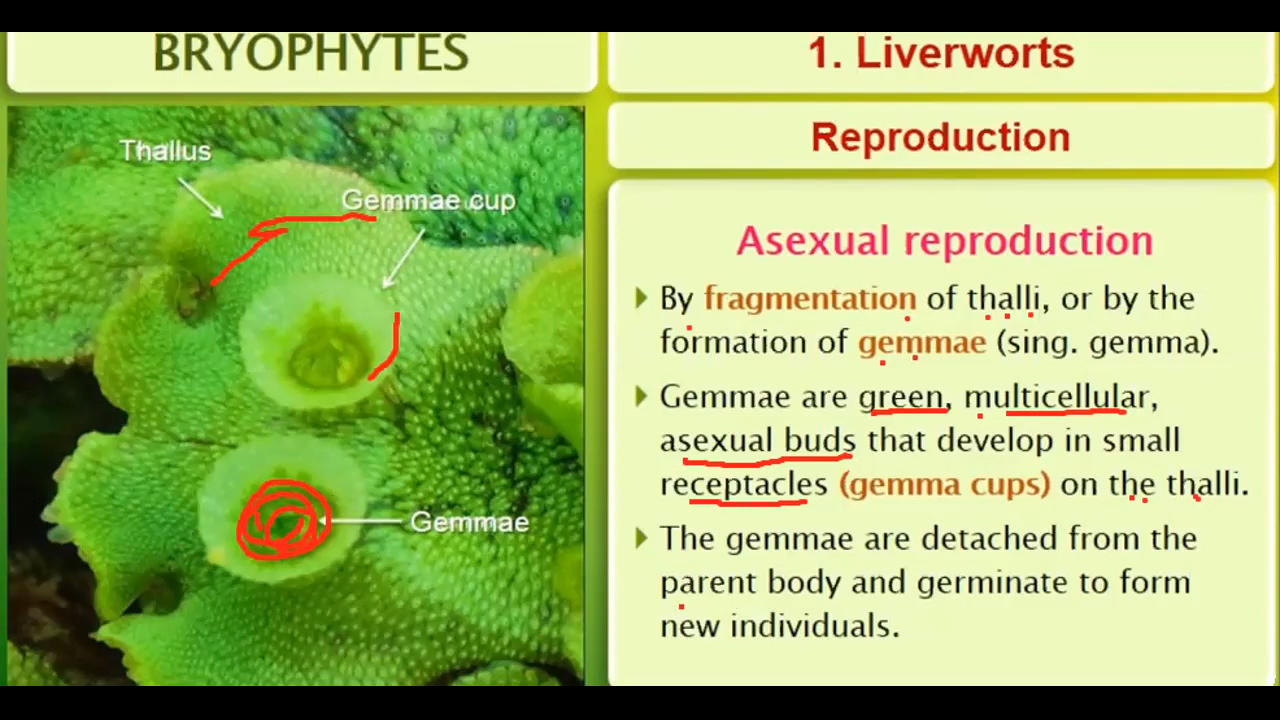 BRYOPHYTES
1. Liverworts
Reproduction
Thallus
Gemmae cup
Gemmae
Asexual reproduction
By fragmentation of thalli, or by the
formation of gemmae (sing. gemma).
Gemmae are green, multicellular,
asexual buds that develop in small
receptacles (gemma cups) on the thalli.
The gemmae are detached from the
parent body and germinate to form
new individuals.